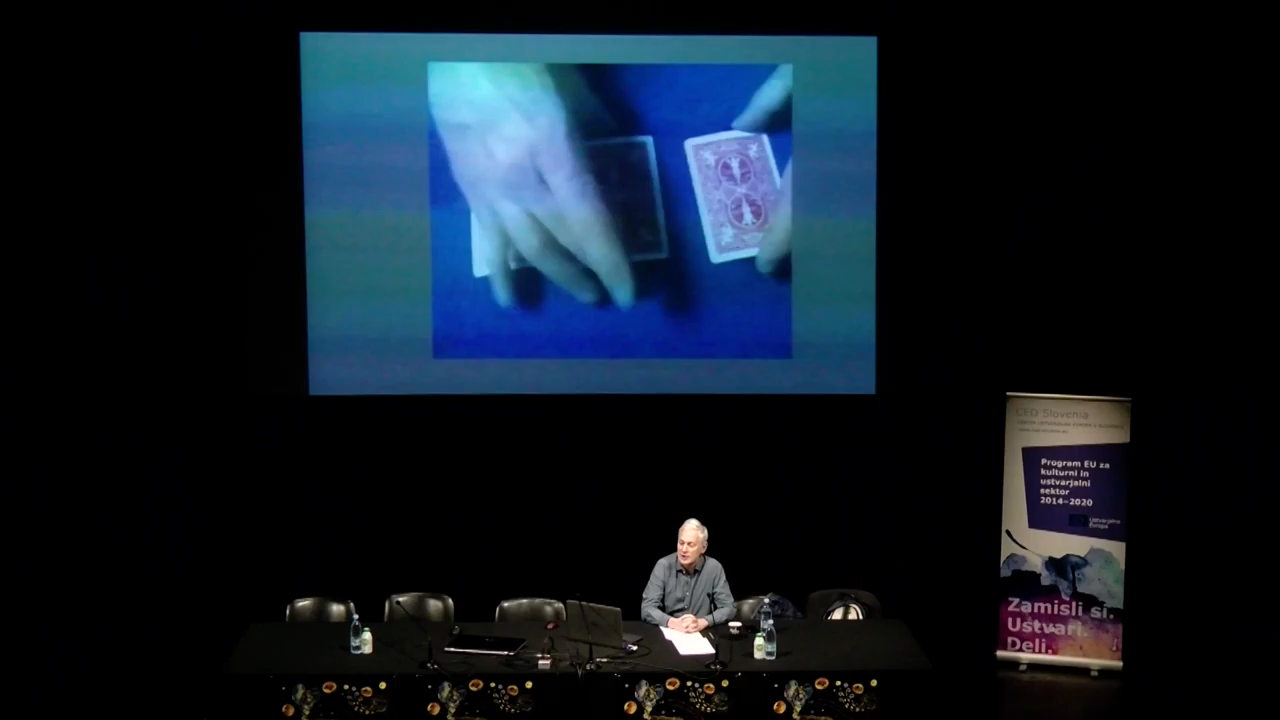 CED Slovenia
Program EU za
kulturni in
ustvarjalni
sektor
2014–2020
Ustvarjalna
Evropa
Zamisli si.
Ustvari.
Deli.